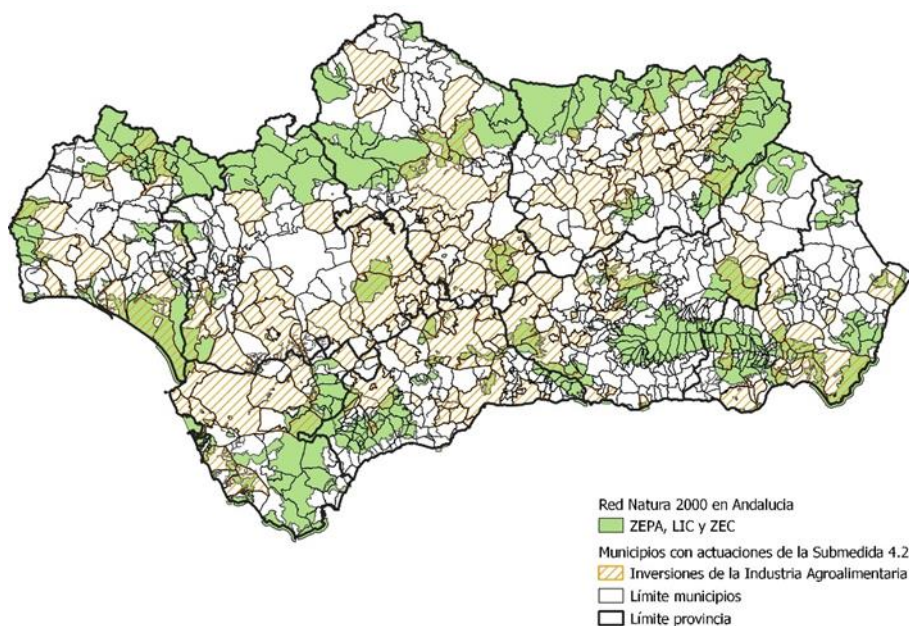 Red Natura 2000 en Andalucia
ZEPA, LIC y ZEC
Municipios con actuaciones de la Submedida 4.2
Inversiones de la Industria Agroalimentaria
Límite municipios
Límite provincia